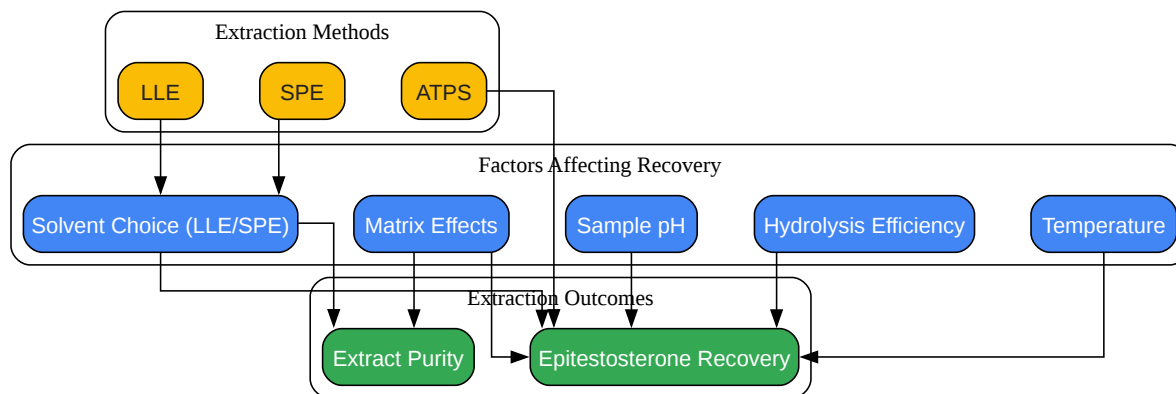 Extraction Methods
LLE
SPE
ATPS
Factors Affecting Recovery
Solvent Choice (LLE/SPE)
Matrix Effects
Sample pH
Hydrolysis Efficiency
Temperature
Extraction Outcomes
Extract Purity
Epitestosterone Recovery